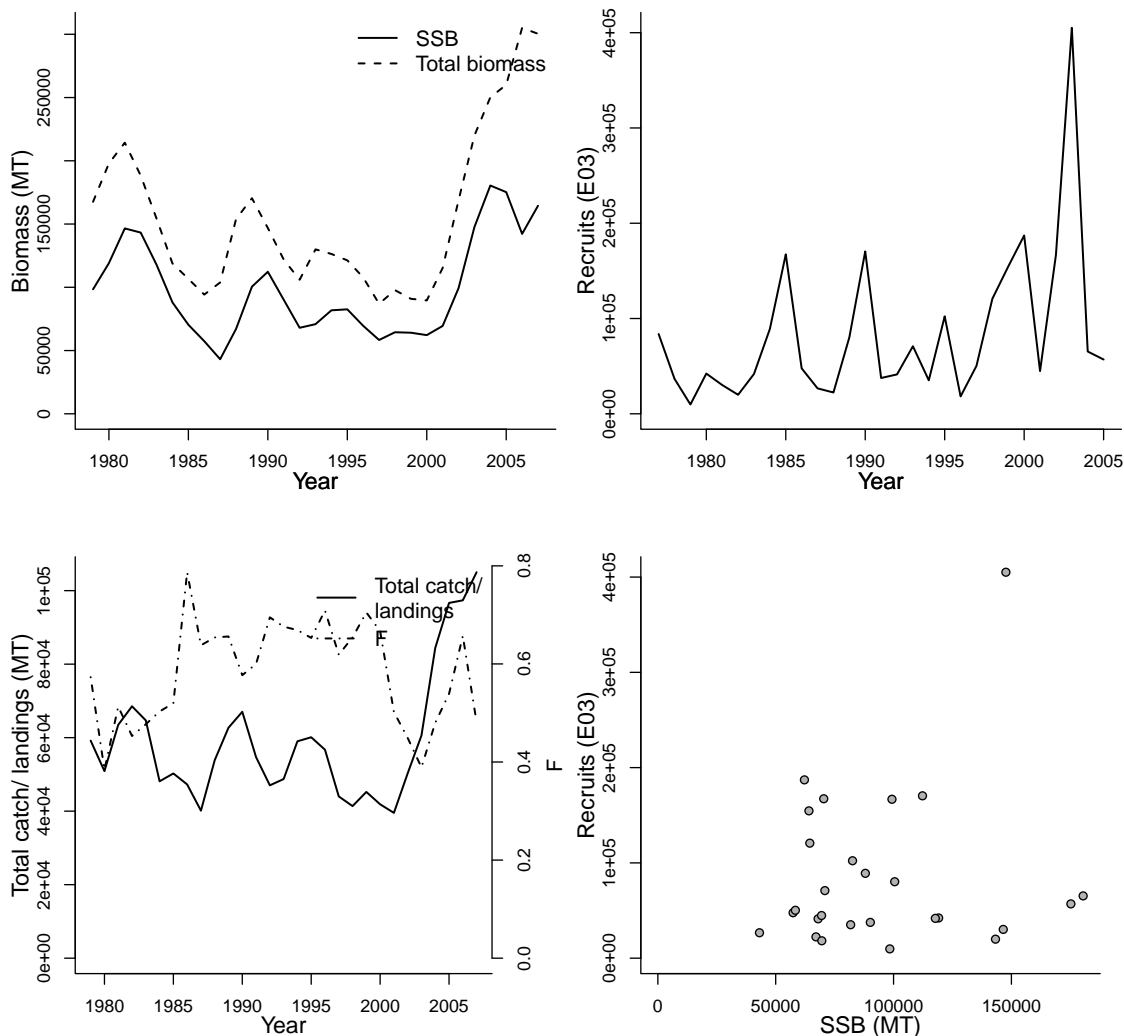 SSB
Total biomass
Biomass (MT)
0
50000
150000
250000
1980 1985 1990 1995 2000 2005
Year
Recruits (E03)
0e+00
1e+05
2e+05
3e+05
4e+05
1980 1985 1990 1995 2000 2005
Year
Total catch/
landings
F
Total catch/ landings (MT)
0e+00
2e+04
4e+04
6e+04
8e+04
1e+05
0.0
0.2
0.4
0.6
0.8
F
1980 1985 1990 1995 2000 2005
Year
Recruits (E03)
0e+00
1e+05
2e+05
3e+05
4e+05
0 50000 100000 150000
SSB (MT)